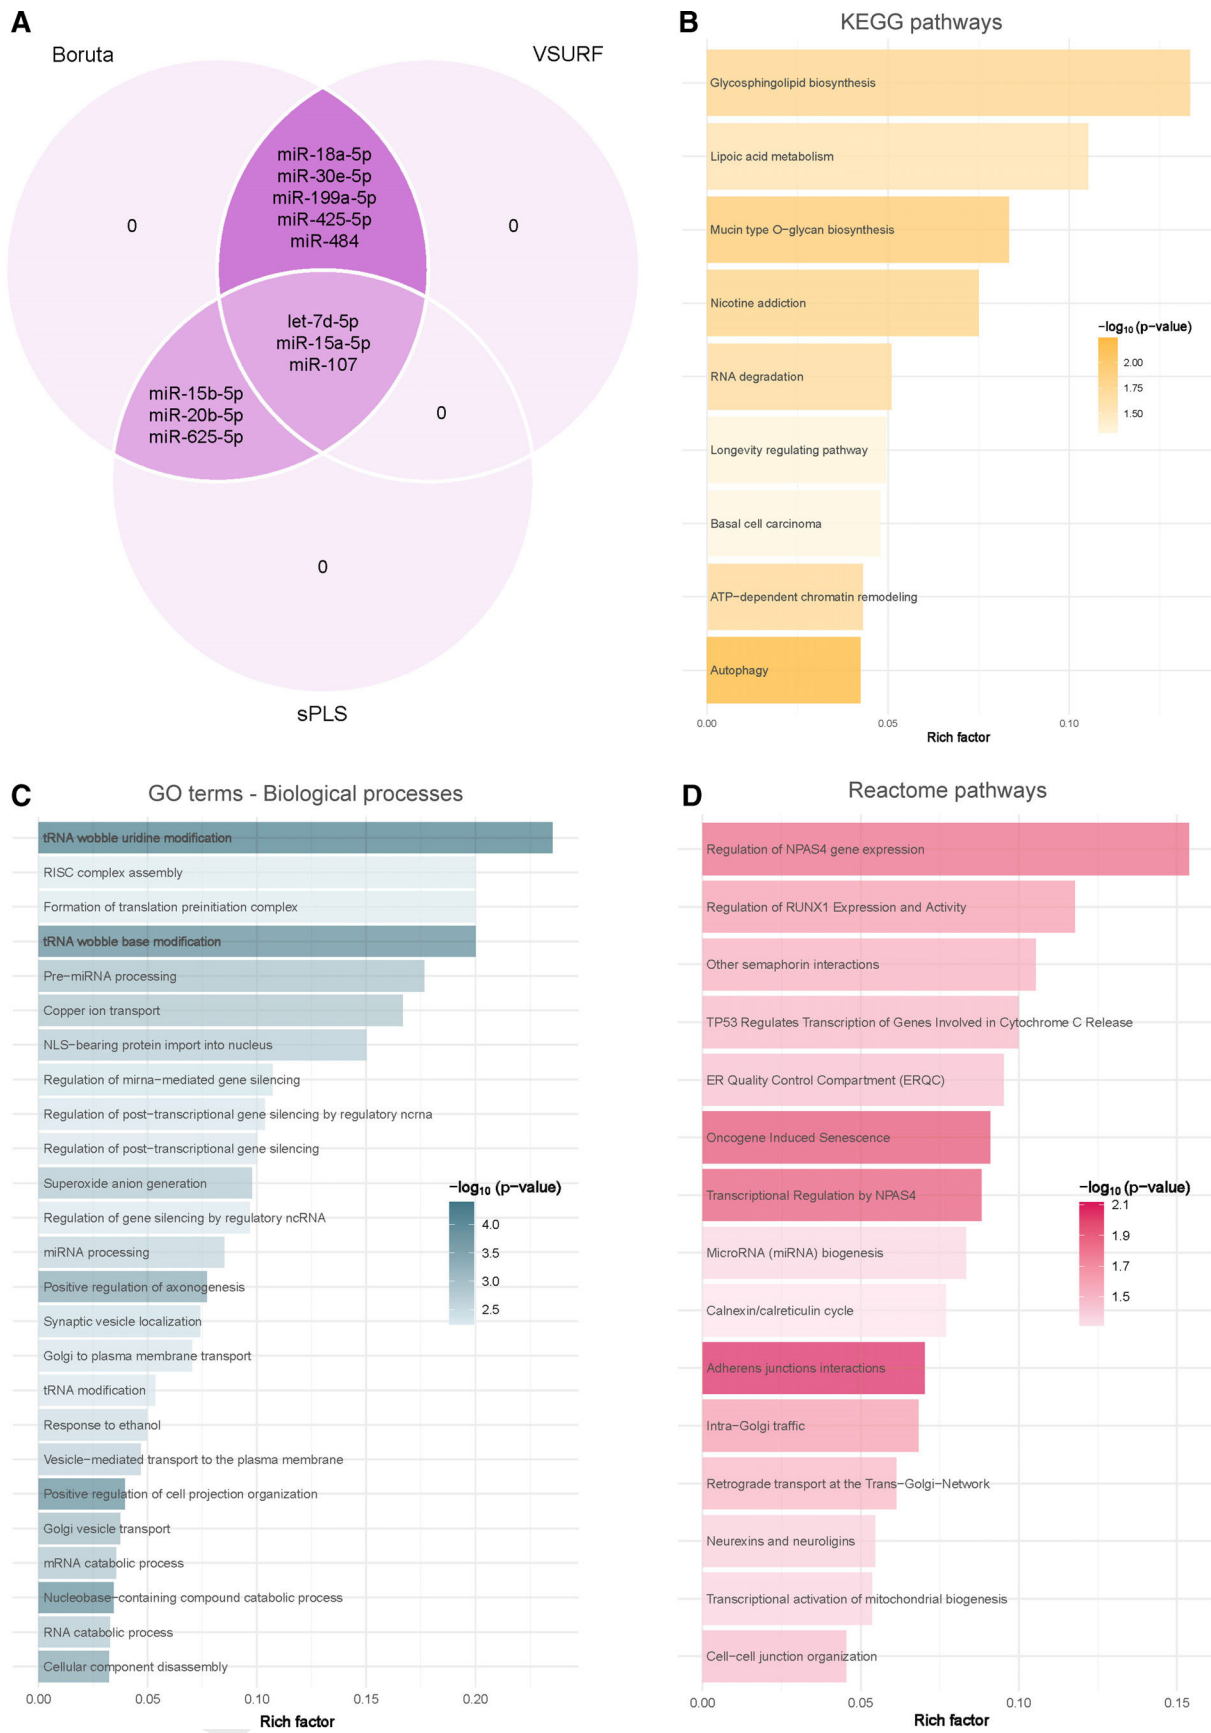 A
Boruta
VSURF
miR-18a-5p
miR-30e-5p
miR-199a-5p
miR-425-5p
miR-484
0
0
let-7d-5p
miR-15a-5p
miR-107
miR-15b-5p
miR-20b-5p
miR-625-5p
0
0
sPLS
B
KEGG pathways
Glycosphingolipid biosynthesis
Lipoic acid metabolism
Mucin type O−glycan biosynthesis
Nicotine addiction
RNA degradation
Longevity regulating pathway
Basal cell carcinoma
ATP−dependent chromatin remodeling
Autophagy
−log10 (p−value)
2.00
1.75
1.50
0.00 0.05 0.10
Rich factor
C
GO terms - Biological processes
tRNA wobble uridine modification
RISC complex assembly
Formation of translation preinitiation complex
tRNA wobble base modification
Pre−miRNA processing
Copper ion transport
NLS−bearing protein import into nucleus
Regulation of mirna−mediated gene silencing
Regulation of post−transcriptional gene silencing by regulatory ncrna
Regulation of post−transcriptional gene silencing
Superoxide anion generation
Regulation of gene silencing by regulatory ncRNA
miRNA processing
Positive regulation of axonogenesis
Synaptic vesicle localization
Golgi to plasma membrane transport
tRNA modification
Response to ethanol
Vesicle−mediated transport to the plasma membrane
Positive regulation of cell projection organization
Golgi vesicle transport
mRNA catabolic process
Nucleobase−containing compound catabolic process
RNA catabolic process
Cellular component disassembly
−log10 (p−value)
4.0
3.5
3.0
2.5
0.00 0.05 0.10 0.15 0.20
Rich factor
D
Reactome pathways
Regulation of NPAS4 gene expression
Regulation of RUNX1 Expression and Activity
Other semaphorin interactions
TP53 Regulates Transcription of Genes Involved in Cytochrome C Release
ER Quality Control Compartment (ERQC)
Oncogene Induced Senescence
Transcriptional Regulation by NPAS4
MicroRNA (miRNA) biogenesis
Calnexin/calreticulin cycle
Adherens junctions interactions
Intra−Golgi traffic
Retrograde transport at the Trans−Golgi−Network
Neurexins and neuroligins
Transcriptional activation of mitochondrial biogenesis
Cell−cell junction organization
−log10 (p−value)
2.1
1.9
1.7
1.5
0.00 0.05 0.10 0.15
Rich factor